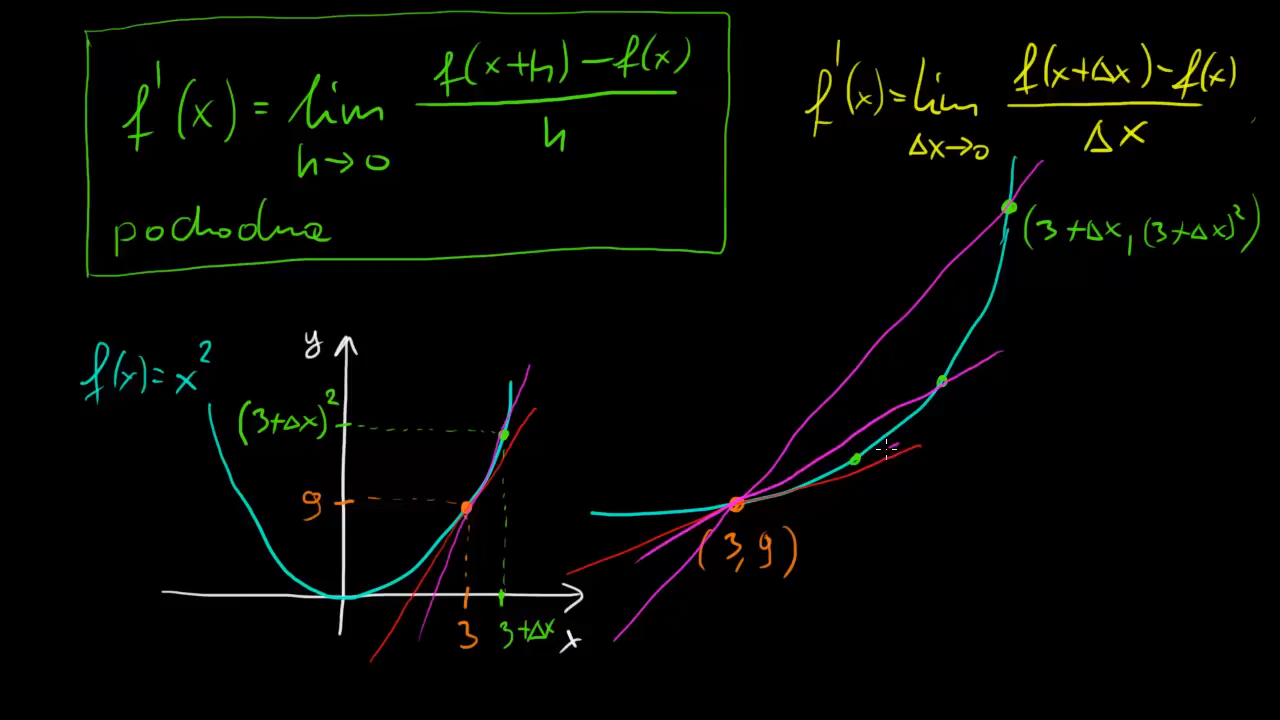 f'(x) = lim h→0 f(x+h) − f(x) / h
pochodna
f'(x) = lim Δx→0 f(x+Δx) − f(x) / Δx
(3+Δx, (3+Δx)²)
f(x) = x²
y
(3+Δx)²
9
3
3+Δx
x
(3, 9)